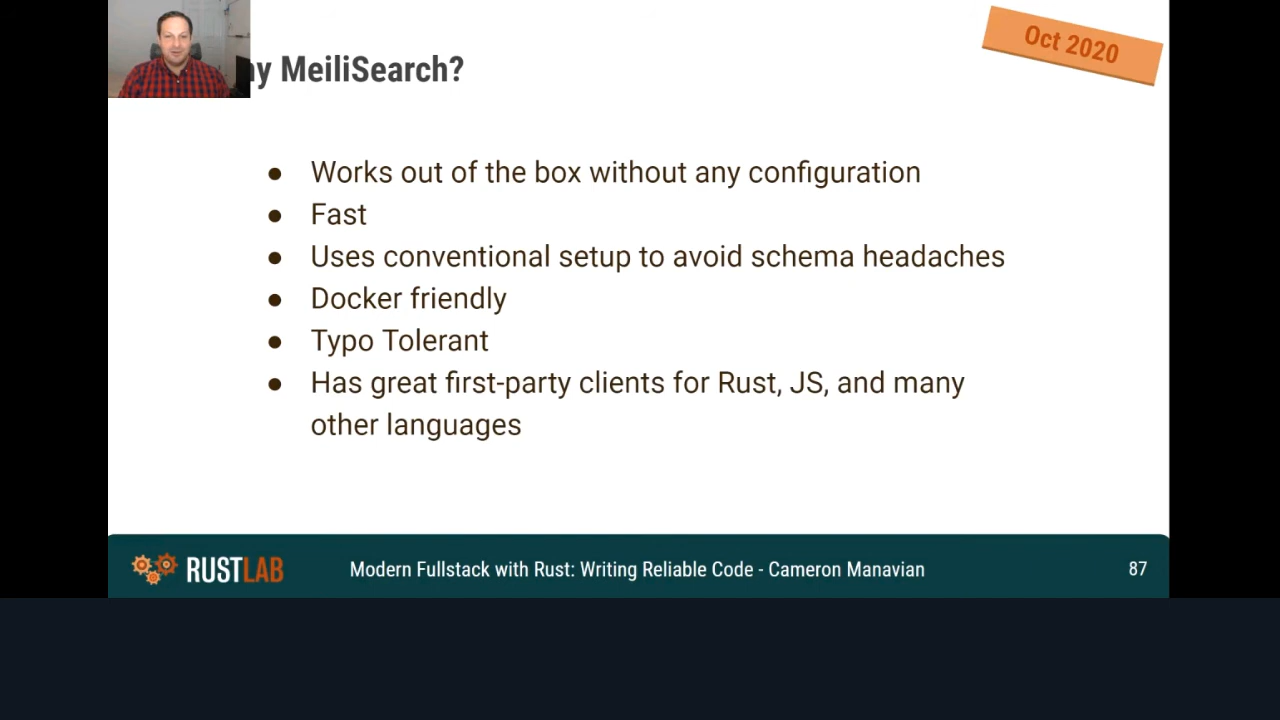 Oct 2020
MeiliSearch?
● Works out of the box without any configuration
● Fast
● Uses conventional setup to avoid schema headaches
● Docker friendly
● Typo Tolerant
● Has great first-party clients for Rust, JS, and many
other languages
RUSTLAB
Modern Fullstack with Rust: Writing Reliable Code - Cameron Manavian
87